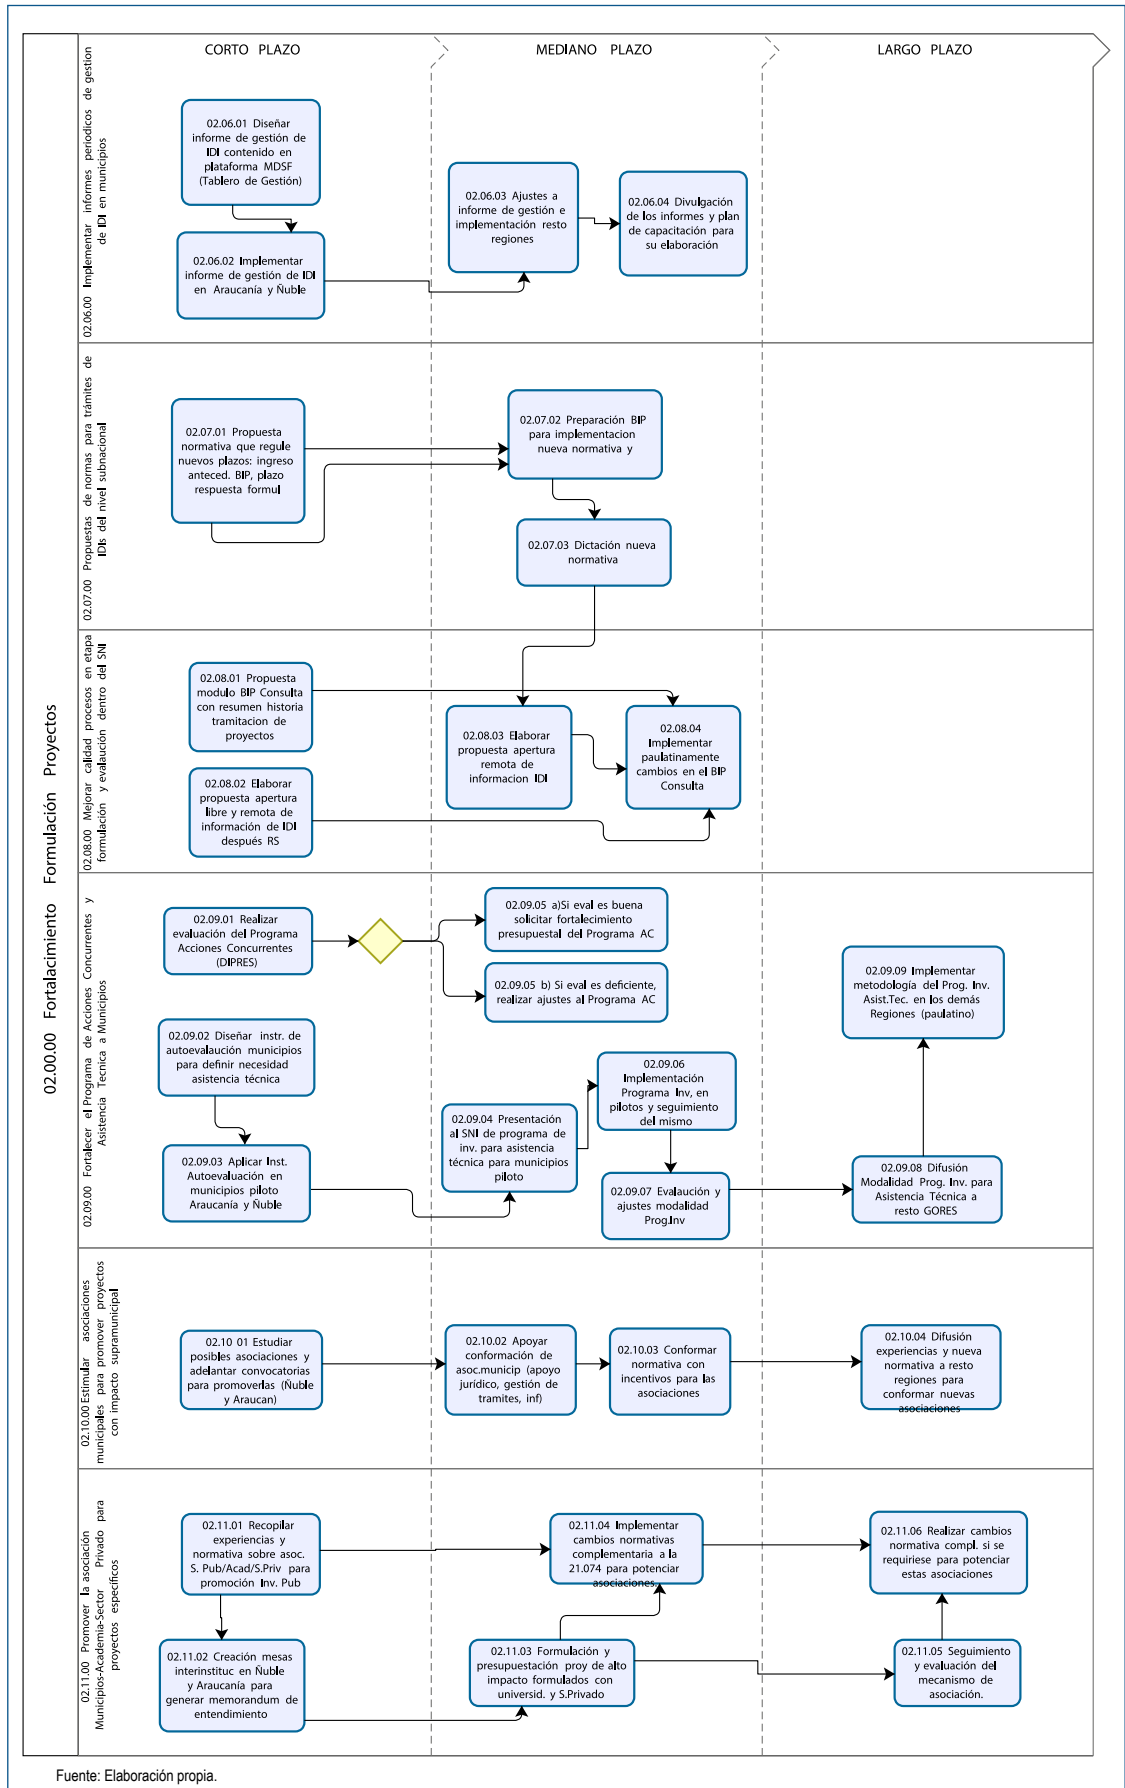 CORTO PLAZO
MEDIANO PLAZO
LARGO PLAZO
02.00.00 Fortalacimiento Formulación Proyectos
02.06.00 Implementar informes periodicos de gestion
de IDI en municipios
02.06.01 Diseñar
informe de gestión de
IDI contenido en
plataforma MDSF
(Tablero de Gestión)
02.06.02 Implementar
informe de gestión de IDI
en Araucanía y Ñuble
02.06.03 Ajustes a
informe de gestión e
implementación resto
regiones
02.06.04 Divulgación
de los informes y plan
de capacitación para
su elaboración
02.07.00 Propuestas de normas para trámites de
IDIs del nivel subnacional
02.07.01 Propuesta
normativa que regule
nuevos plazos: ingreso
anteced. BIP, plazo
respuesta formul
02.07.02 Preparación BIP
para implementacion
nueva normativa y
02.07.03 Dictación nueva
normativa
02.08.00 Mejorar calidad procesos en etapa
formulación y evalaución dentro del SNI
02.08.01 Propuesta
modulo BIP Consulta
con resumen historia
tramitacion de
proyectos
02.08.02 Elaborar
propuesta apertura
libre y remota de
información de IDI
después RS
02.08.03 Elaborar
propuesta apertura
remota de
informacion IDI
02.08.04
Implementar
paulatinamente
cambios en el BIP
Consulta
02.09.00 Fortalecer el Programa de Acciones Concurrentes y
Asistencia Tecnica a Municipios
02.09.01 Realizar
evaluación del Programa
Acciones Concurrentes
(DIPRES)
02.09.05 a)Si eval es buena
solicitar fortalecimiento
presupuestal del Programa AC
02.09.05 b) Si eval es deficiente,
realizar ajustes al Programa AC
02.09.02 Diseñar instr. de
autoevalaución municipios
para definir necesidad
asistencia técnica
02.09.03 Aplicar Inst.
Autoevaluación en
municipios piloto
Araucanía y Ñuble
02.09.04 Presentación
al SNI de programa de
inv. para asistencia
técnica para municipios
piloto
02.09.06
Implementación
Programa Inv, en
pilotos y seguimiento
del mismo
02.09.07 Evalaución y
ajustes modalidad
Prog.Inv
02.09.09 Implementar
metodología del Prog. Inv.
Asist.Tec. en los demás
Regiones (paulatino)
02.09.08 Difusión
Modalidad Prog. Inv. para
Asistencia Técnica a
resto GORES
02.10.00 Estimular asociaciones
municipales para promover proyectos
con impacto supramunicipal
02.10 01 Estudiar
posibles asociaciones y
adelantar convocatorias
para promoverlas (Ñuble
y Araucan)
02.10.02 Apoyar
conformación de
asoc.municip (apoyo
jurídico, gestión de
tramites, inf)
02.10.03 Conformar
normativa con
incentivos para las
asociaciones
02.10.04 Difusión
experiencias y nueva
normativa a resto
regiones para
conformar nuevas
asociaciones
02.11.00 Promover la asociación
Municipios-Academia-Sector Privado para
proyectos específicos
02.11.01 Recopilar
experiencias y
normativa sobre asoc.
S. Pub/Acad/S.Priv para
promoción Inv. Pub
02.11.02 Creación mesas
interinstituc en Ñuble
y Araucanía para
generar memorandum de
entendimiento
02.11.04 Implementar
cambios normativas
complementaria a la
21.074 para potenciar
asociaciones.
02.11.03 Formulación y
presupuestación proy de alto
impacto formulados con
universid. y S.Privado
02.11.06 Realizar cambios
normativa compl. si se
requiriese para potenciar
estas asociaciones
02.11.05 Seguimiento
y evaluación del
mecanismo de
asociación.
Fuente: Elaboración propia.